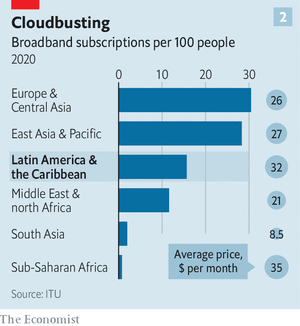 Cloudbusting
2
Broadband subscriptions per 100 people
2020
0 10 20 30
Europe &
Central Asia
26
East Asia & Pacific
27
Latin America &
the Caribbean
32
Middle East &
north Africa
21
South Asia
8.5
Sub-Saharan Africa
Average price,
$ per month
35
Source: ITU
The Economist